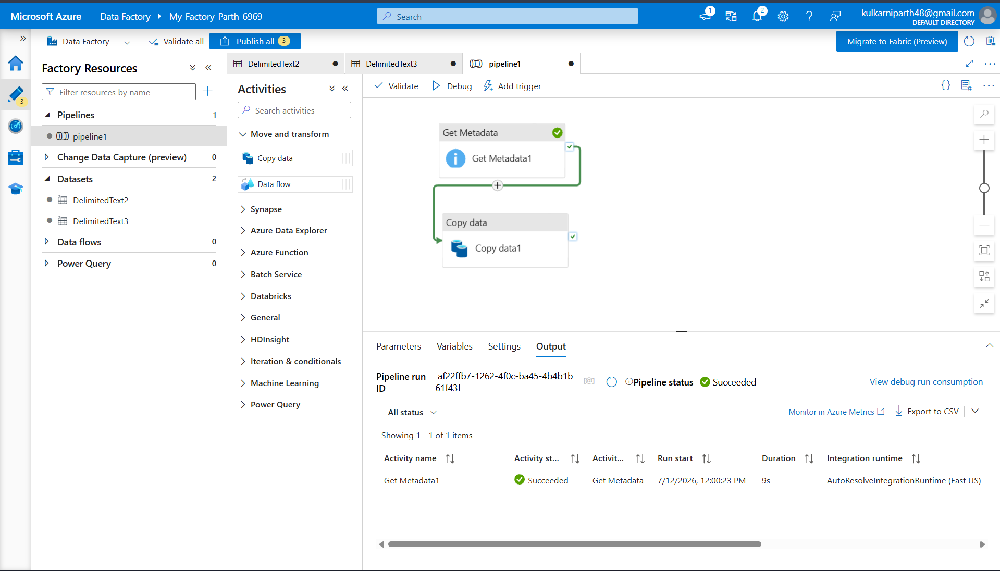 Microsoft Azure
Data Factory
My-Factory-Parth-6969
Search
1
2
kulkarniparth48@gmail.com
DEFAULT DIRECTORY
Data Factory
Validate all
Publish all 3
Migrate to Fabric (Preview)
3
Factory Resources
Filter resources by name
Pipelines 1
pipeline1
Change Data Capture (preview) 0
Datasets 2
DelimitedText2
DelimitedText3
Data flows 0
Power Query 0
DelimitedText2
DelimitedText3
pipeline1
Activities
Search activities
Move and transform
Copy data
Data flow
Synapse
Azure Data Explorer
Azure Function
Batch Service
Databricks
General
HDInsight
Iteration & conditionals
Machine Learning
Power Query
Validate
Debug
Add trigger
Get Metadata
Get Metadata1
Copy data
Copy data1
Parameters Variables Settings Output
Pipeline run ID
af22ffb7-1262-4f0c-ba45-4b4b1b
61f43f
Pipeline status Succeeded
View debug run consumption
All status
Monitor in Azure Metrics
Export to CSV
Showing 1 - 1 of 1 items
Activity name Activity st... Activit... Run start Duration Integration runtime
Get Metadata1 Succeeded Get Metadata 7/12/2026, 12:00:23 PM 9s AutoResolveIntegrationRuntime (East US)